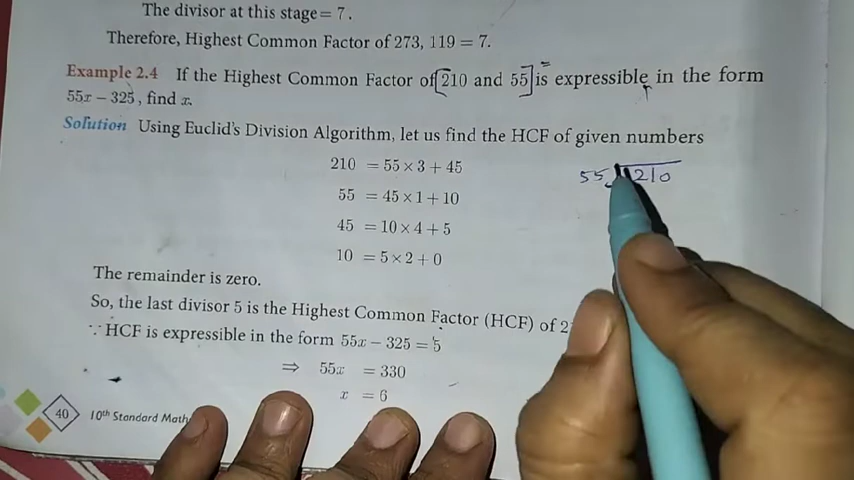 The divisor at this stage = 7.
Therefore, Highest Common Factor of 273, 119 = 7.
Example 2.4 If the Highest Common Factor of [210 and 55] is expressible in the form
55x − 325, find x.
Solution Using Euclid's Division Algorithm, let us find the HCF of given numbers
210 = 55 × 3 + 45
55 210
55 = 45 × 1 + 10
45 = 10 × 4 + 5
10 = 5 × 2 + 0
The remainder is zero.
So, the last divisor 5 is the Highest Common Factor (HCF) of
∵ HCF is expressible in the form 55x − 325 = 5
⇒ 55x = 330
x = 6
40 10th Standard Math